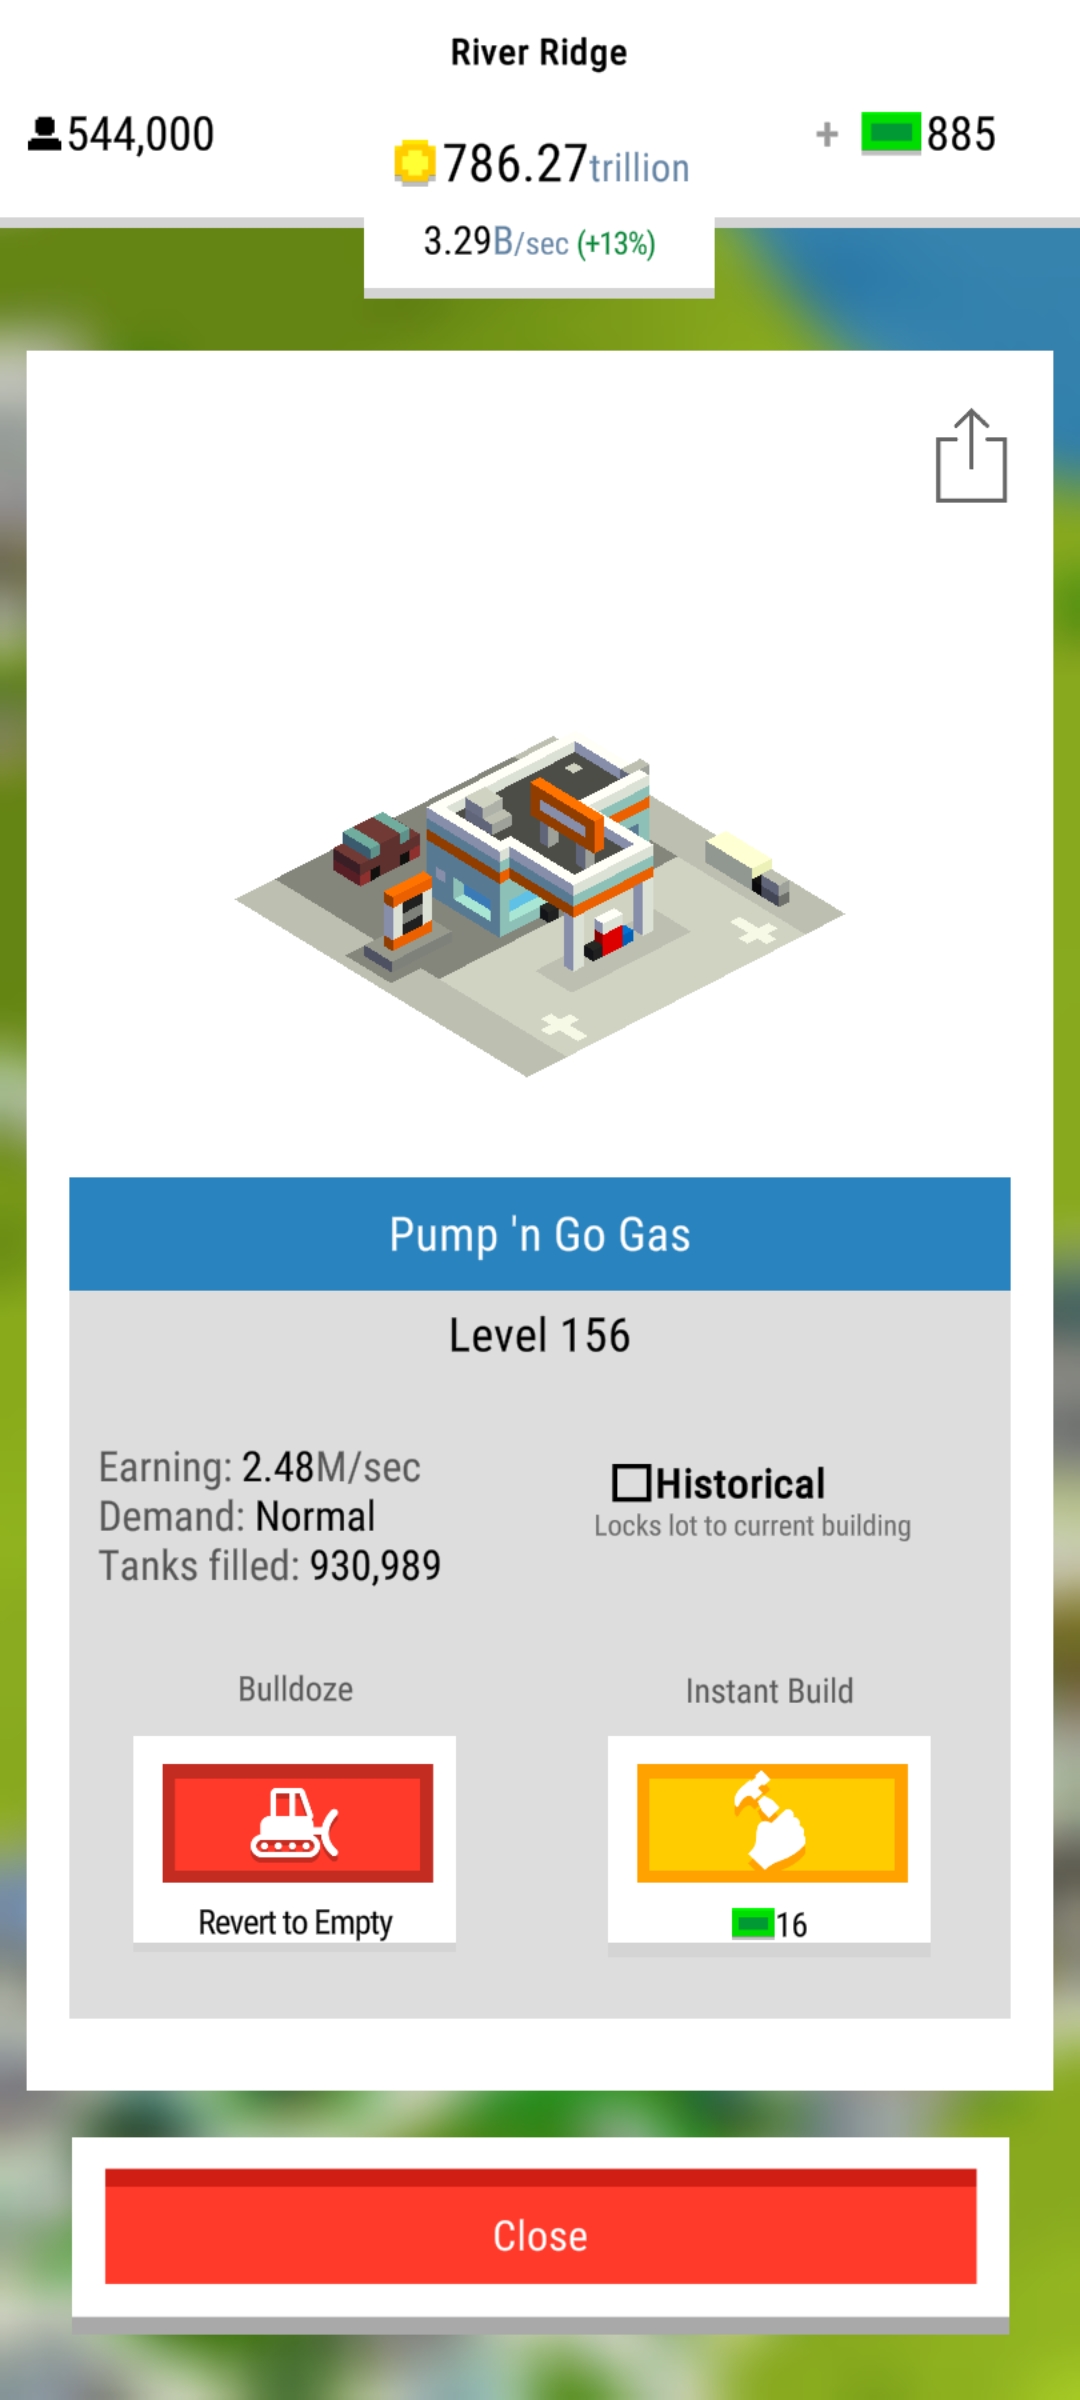 River Ridge
544,000
786.27trillion
+ 885
3.29B/sec (+13%)
Pump 'n Go Gas
Level 156
Earning: 2.48M/sec
Demand: Normal
Tanks filled: 930,989
Historical
Locks lot to current building
Bulldoze
Revert to Empty
Instant Build
16
Close